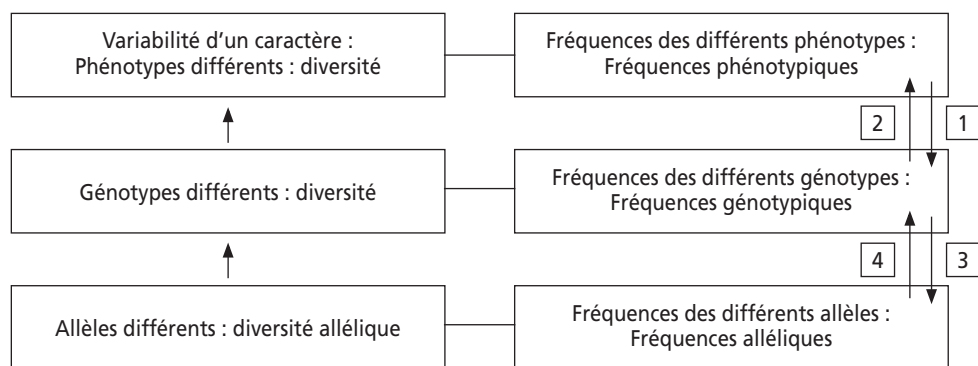 Variabilité d'un caractère :
Phénotypes différents : diversité
Fréquences des différents phénotypes :
Fréquences phénotypiques
2
1
Génotypes différents : diversité
Fréquences des différents génotypes :
Fréquences génotypiques
4
3
Allèles différents : diversité allélique
Fréquences des différents allèles :
Fréquences alléliques